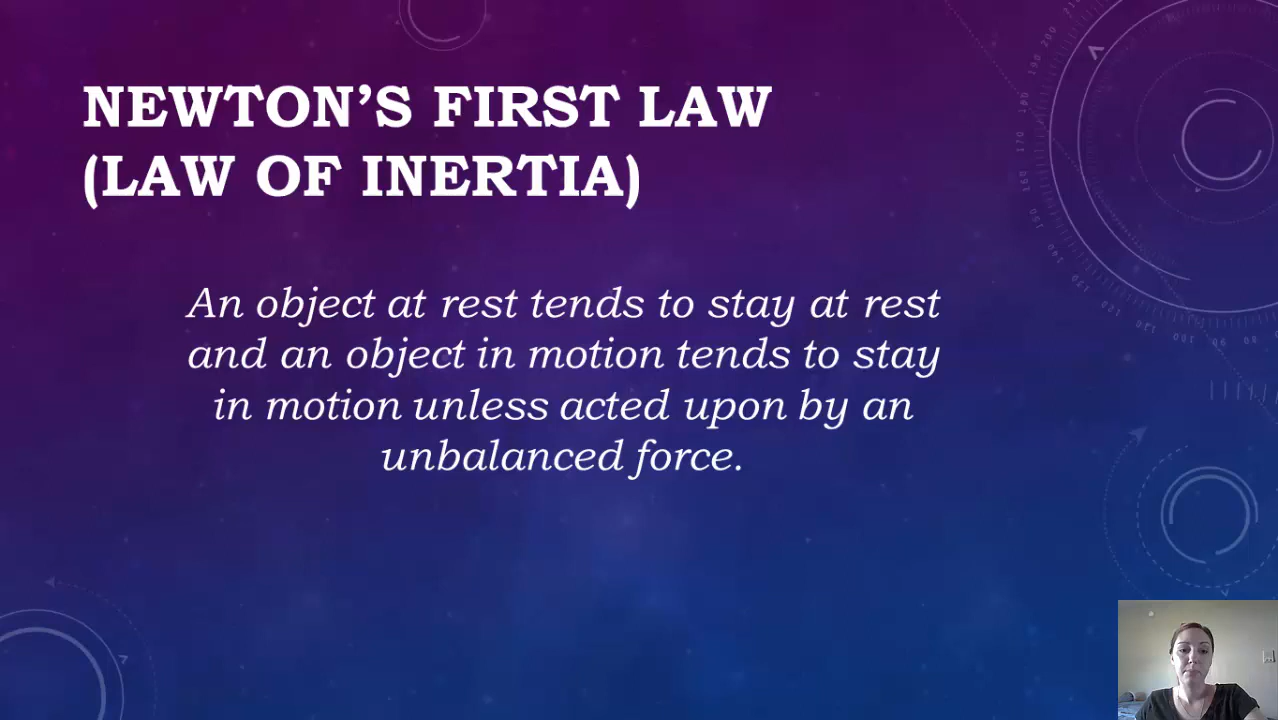 NEWTON’S FIRST LAW
(LAW OF INERTIA)
An object at rest tends to stay at rest
and an object in motion tends to stay
in motion unless acted upon by an
unbalanced force.